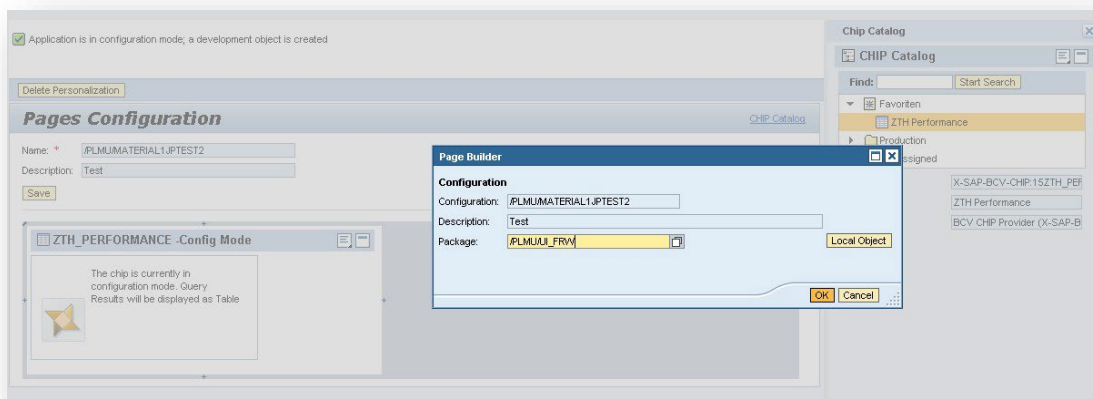 Application is in configuration mode; a development object is created
Delete Personalization
Pages Configuration
CHIP Catalog
Name: * /PLMU/MATERIAL1JPTEST2
Description: Test
Save
ZTH_PERFORMANCE -Config Mode
The chip is currently in
configuration mode. Query
Results will be displayed as Table
Page Builder
Configuration
Configuration: /PLMU/MATERIAL1JPTEST2
Description: Test
Package: /PLMU/UI_FRW
Local Object
OK Cancel
Chip Catalog
CHIP Catalog
Find: Start Search
Favoriten
ZTH Performance
Production
ssigned
X-SAP-BCV-CHIP:15ZTH_PEF
ZTH Performance
BCV CHIP Provider (X-SAP-B